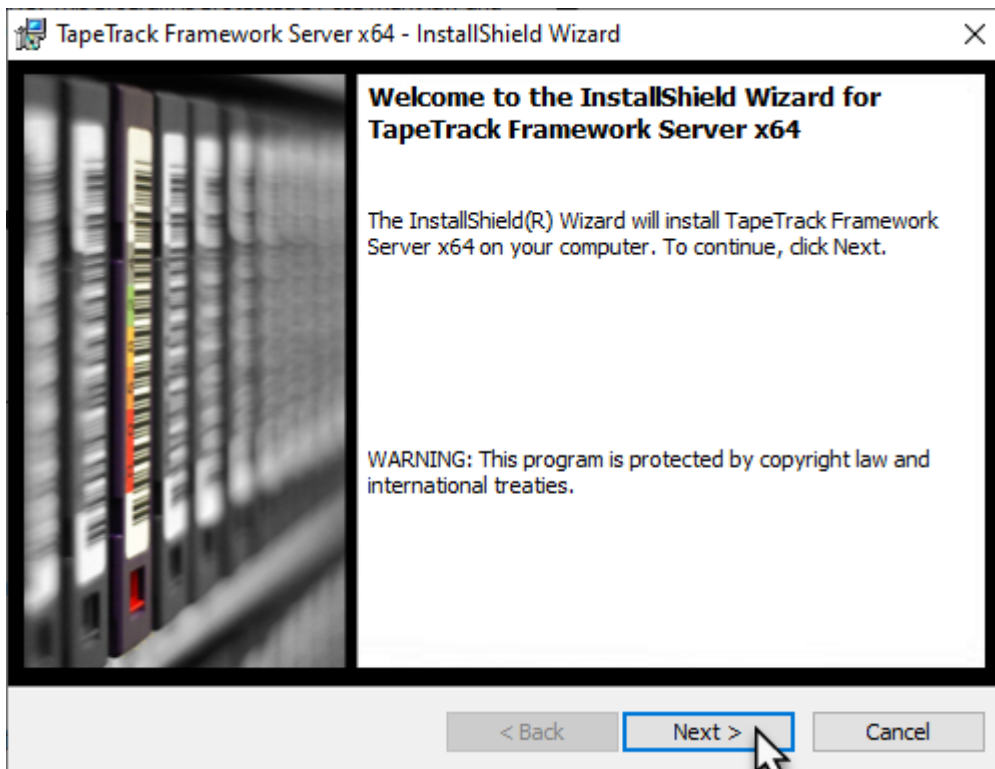 TapeTrack Framework Server x64 - InstallShield Wizard
Welcome to the InstallShield Wizard for
TapeTrack Framework Server x64
The InstallShield(R) Wizard will install TapeTrack Framework
Server x64 on your computer. To continue, click Next.
WARNING: This program is protected by copyright law and
international treaties.
< Back
Next >
Cancel